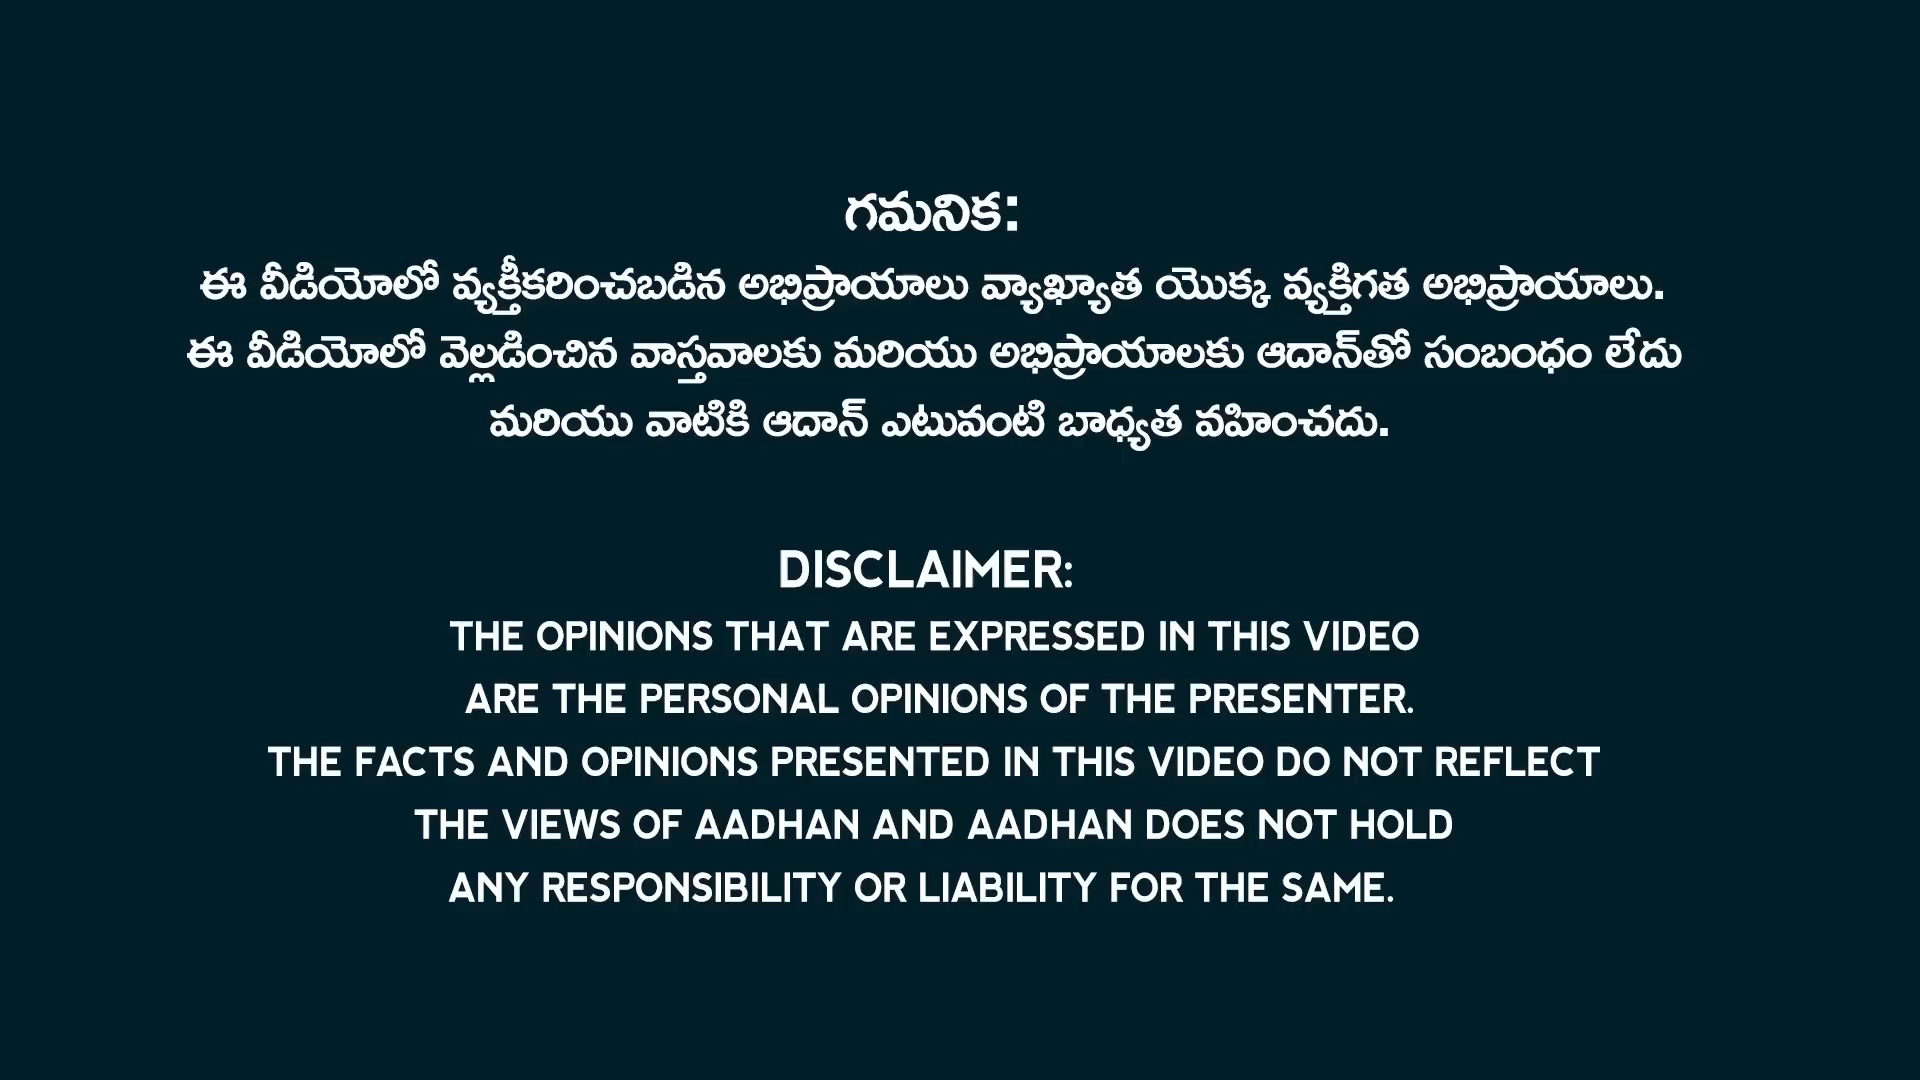 గమనిక:
ఈ వీడియోలో వ్యక్తీకరించబడిన అభిప్రాయాలు వ్యాఖ్యాత యొక్క వ్యక్తిగత అభిప్రాయాలు.
ఈ వీడియోలో వెల్లడించిన వాస్తవాలకు మరియు అభిప్రాయాలకు ఆదాన్‌తో సంబంధం లేదు
మరియు వాటికి ఆదాన్ ఎటువంటి బాధ్యత వహించదు.
DISCLAIMER:
THE OPINIONS THAT ARE EXPRESSED IN THIS VIDEO
ARE THE PERSONAL OPINIONS OF THE PRESENTER.
THE FACTS AND OPINIONS PRESENTED IN THIS VIDEO DO NOT REFLECT
THE VIEWS OF AADHAN AND AADHAN DOES NOT HOLD
ANY RESPONSIBILITY OR LIABILITY FOR THE SAME.